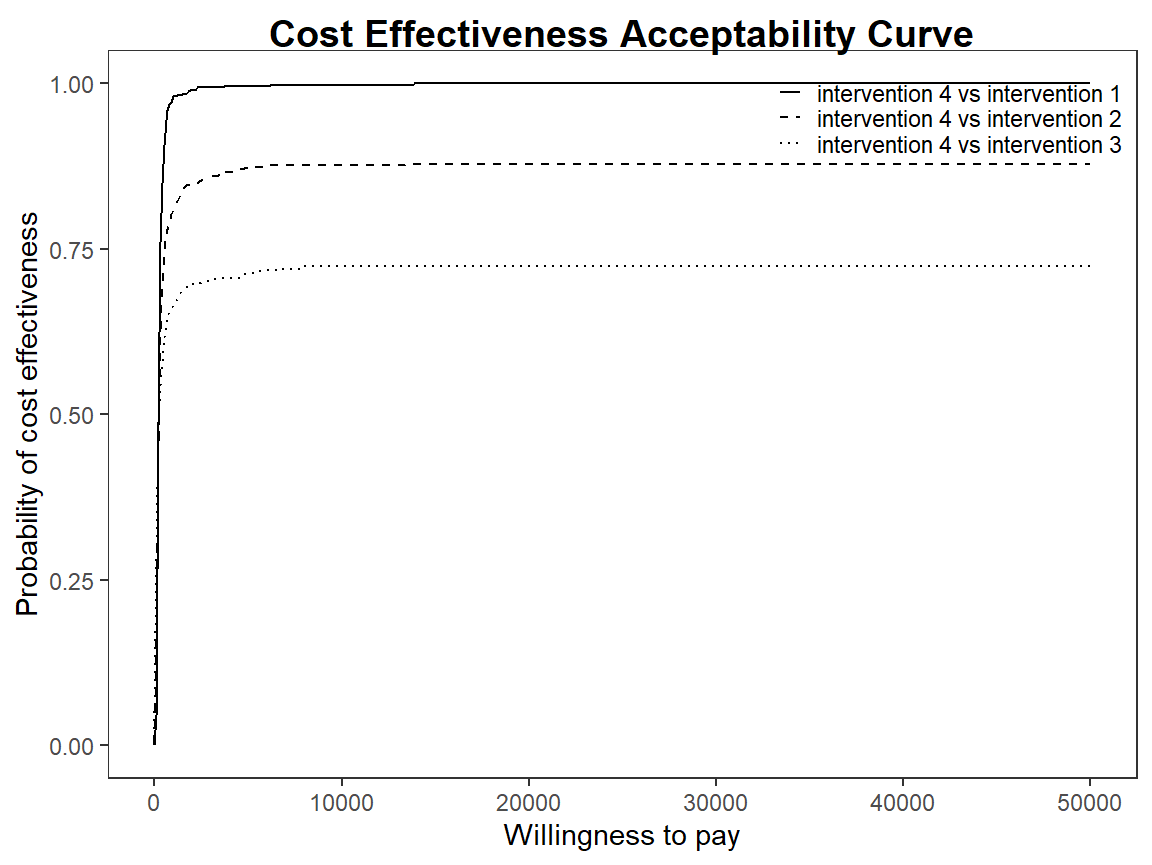 Cost Effectiveness Acceptability Curve
1.00
0.75
0.50
0.25
0.00
Probability of cost effectiveness
intervention 4 vs intervention 1
intervention 4 vs intervention 2
intervention 4 vs intervention 3
0 10000 20000 30000 40000 50000
Willingness to pay